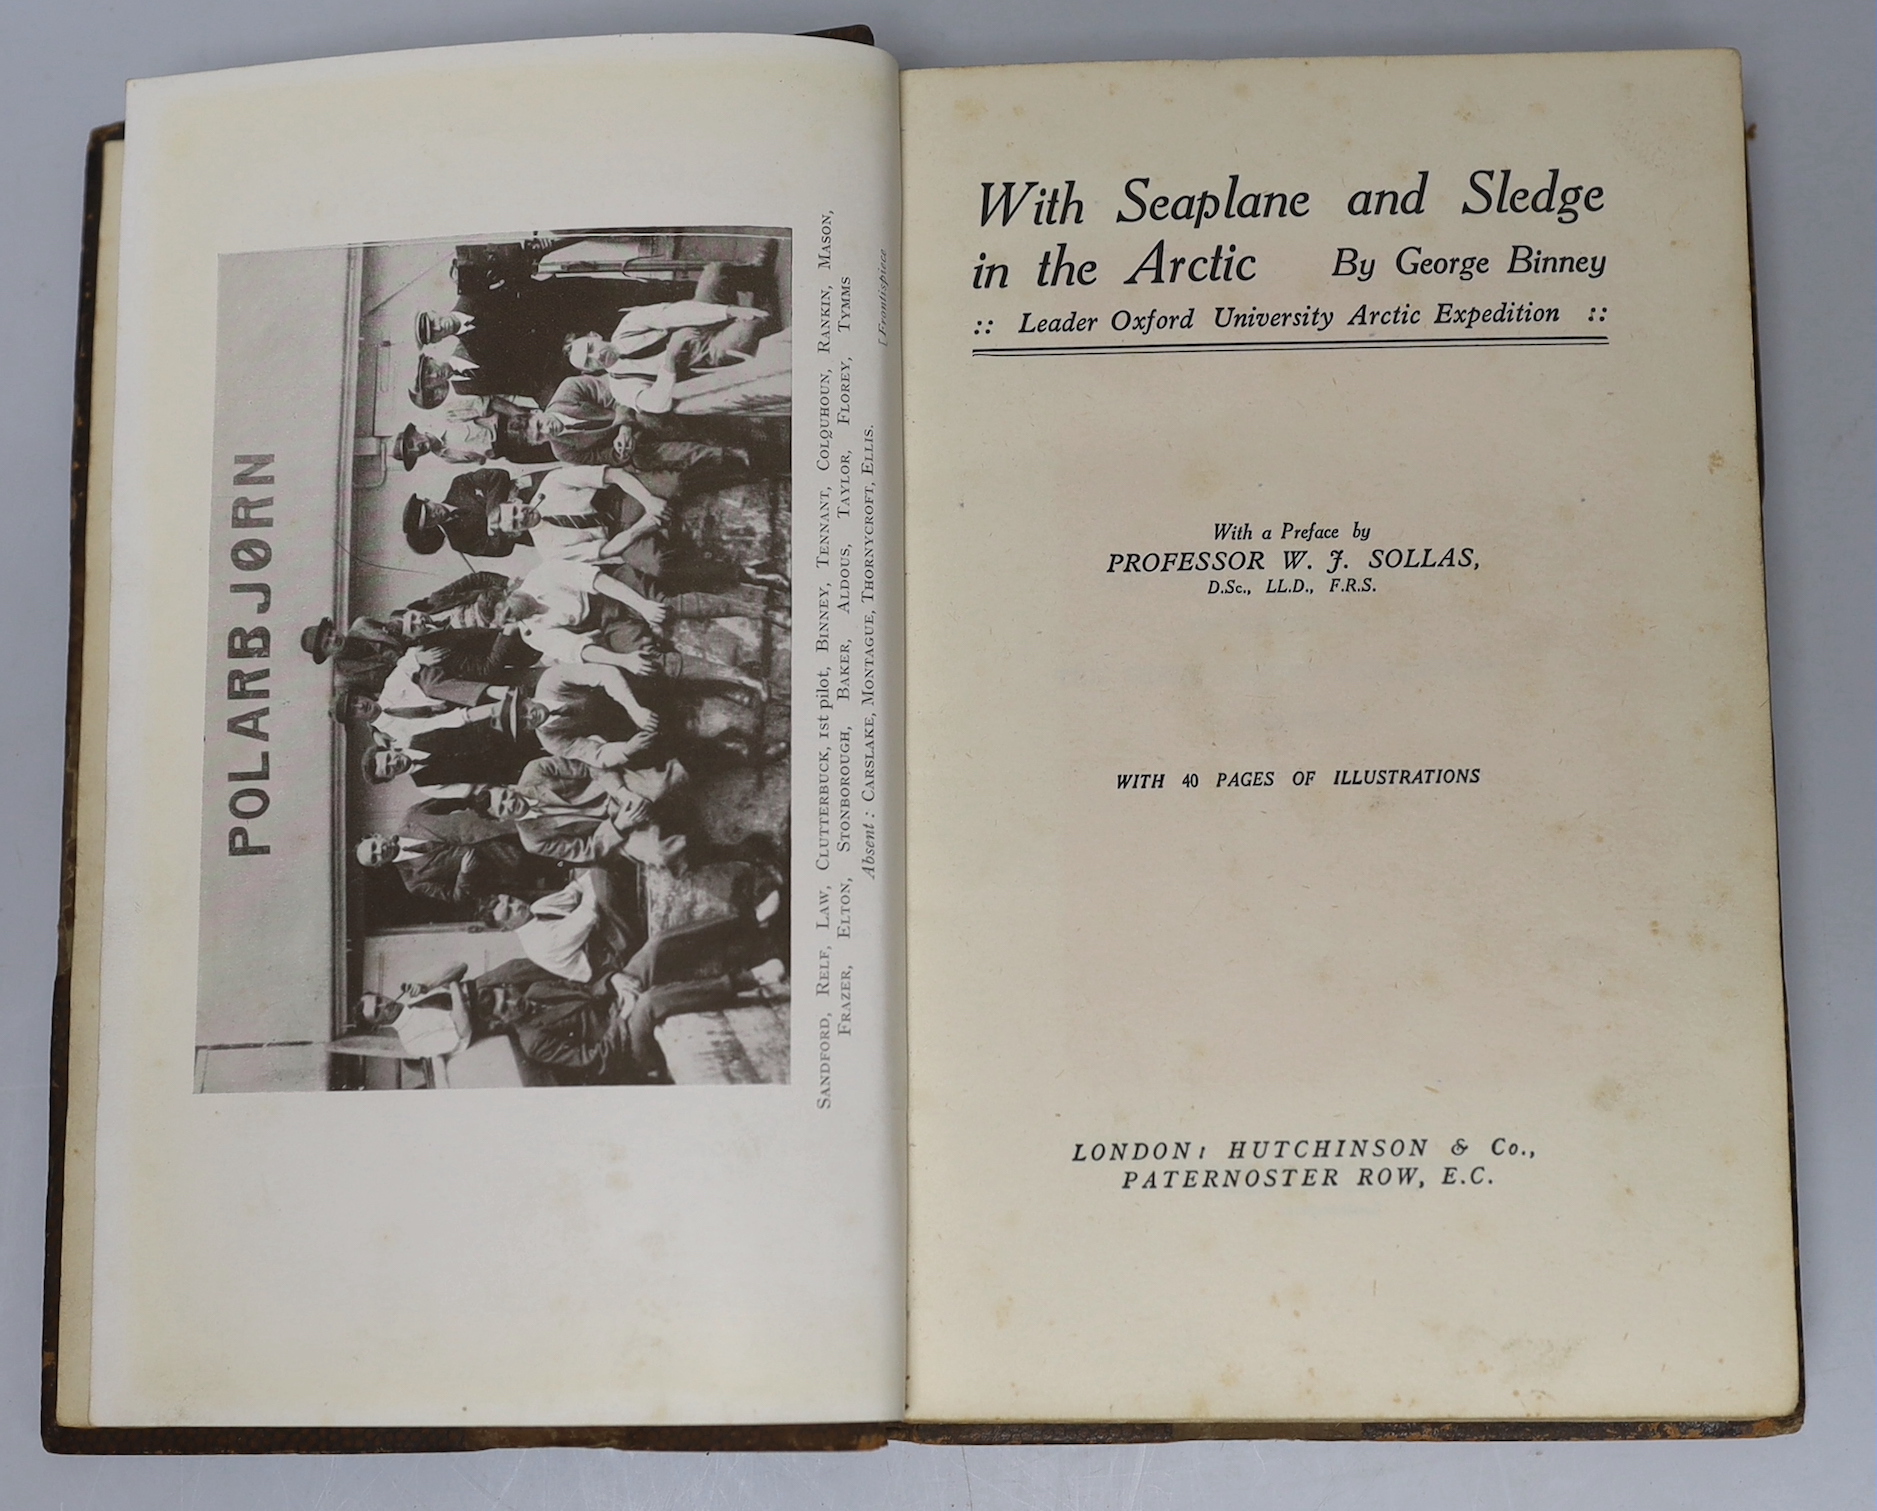 POLARBJØRN
SANDFORD, RELF, LAW, CLUTTERBUCK, 1st pilot, BINNEY, TENNANT, COLQUHOUN, RANKIN, MASON,
FRAZER, ELTON, STONBOROUGH, BAKER, ALDOUS, TAYLOR, FLOREY, TYMMS
Absent: CARSLAKE, MONTAGUE, THORNYCROFT, ELLIS.
[Frontispiece
With Seaplane and Sledge
in the Arctic By George Binney
:: Leader Oxford University Arctic Expedition ::
With a Preface by
PROFESSOR W. J. SOLLAS,
D.Sc., LL.D., F.R.S.
WITH 40 PAGES OF ILLUSTRATIONS
LONDON: HUTCHINSON & Co.,
PATERNOSTER ROW, E.C.